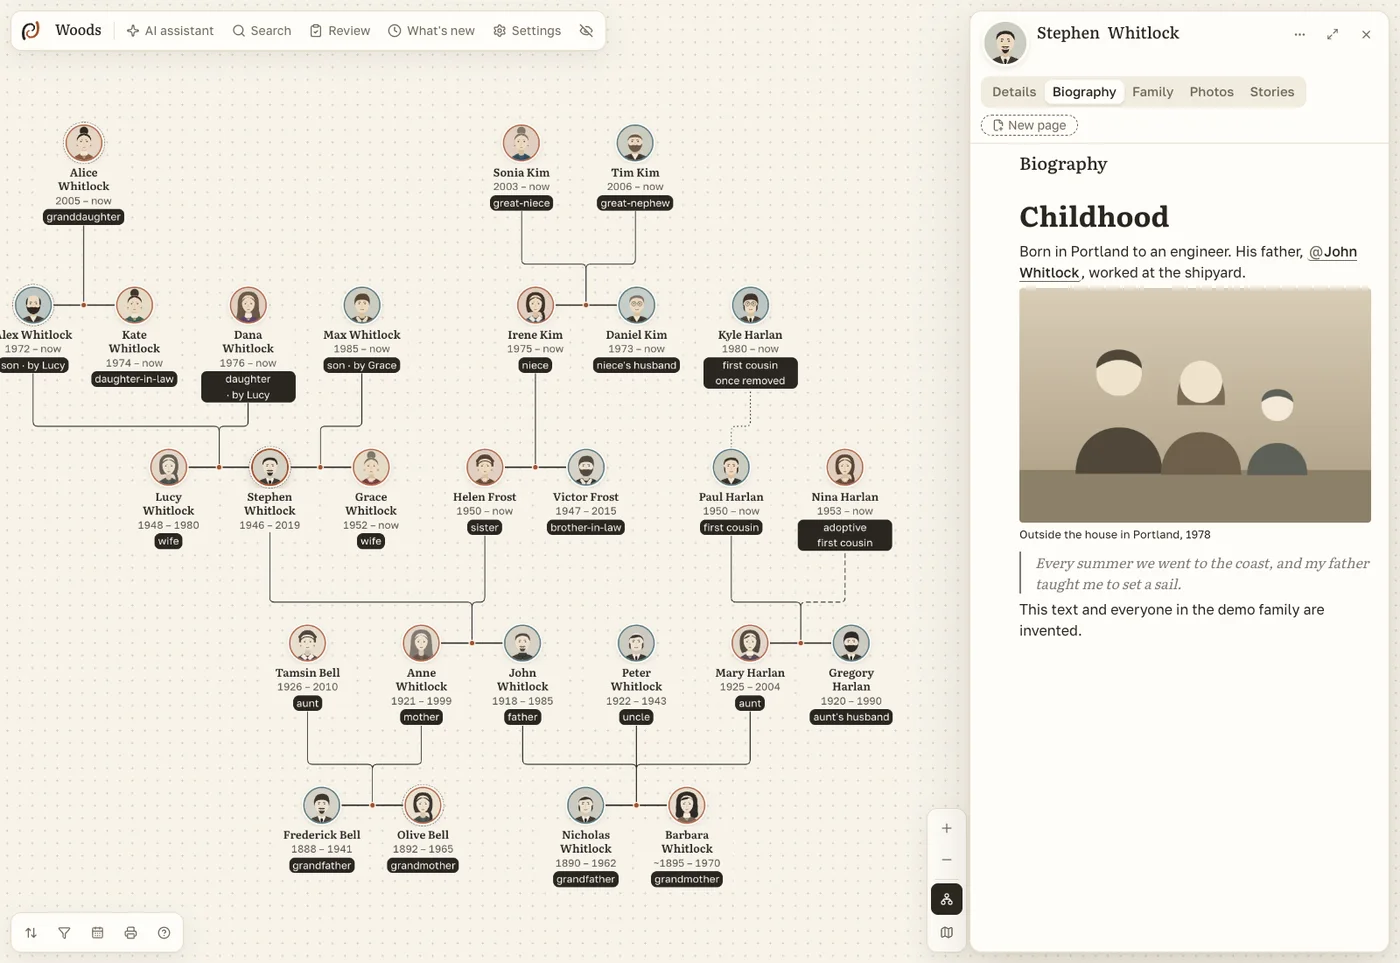 Woods
AI assistant
Search
Review
What's new
Settings
Alice
Whitlock
2005 – now
granddaughter
Sonia Kim
2003 – now
great-niece
Tim Kim
2006 – now
great-nephew
Alex Whitlock
1972 – now
son · by Lucy
Kate
Whitlock
1974 – now
daughter-in-law
Dana
Whitlock
1976 – now
daughter
· by Lucy
Max Whitlock
1985 – now
son · by Grace
Irene Kim
1975 – now
niece
Daniel Kim
1973 – now
niece's husband
Kyle Harlan
1980 – now
first cousin
once removed
Lucy
Whitlock
1948 – 1980
wife
Stephen
Whitlock
1946 – 2019
Grace
Whitlock
1952 – now
wife
Helen Frost
1950 – now
sister
Victor Frost
1947 – 2015
brother-in-law
Paul Harlan
1950 – now
first cousin
Nina Harlan
1953 – now
adoptive
first cousin
Tamsin Bell
1926 – 2010
aunt
Anne
Whitlock
1921 – 1999
mother
John
Whitlock
1918 – 1985
father
Peter
Whitlock
1922 – 1943
uncle
Mary Harlan
1925 – 2004
aunt
Gregory
Harlan
1920 – 1990
aunt's husband
Frederick Bell
1888 – 1941
grandfather
Olive Bell
1892 – 1965
grandmother
Nicholas
Whitlock
1890 – 1962
grandfather
Barbara
Whitlock
~1895 – 1970
grandmother
Stephen Whitlock
Details
Biography
Family
Photos
Stories
New page
Biography
Childhood
Born in Portland to an engineer. His father, @John
Whitlock, worked at the shipyard.
Outside the house in Portland, 1978
Every summer we went to the coast, and my father
taught me to set a sail.
This text and everyone in the demo family are
invented.